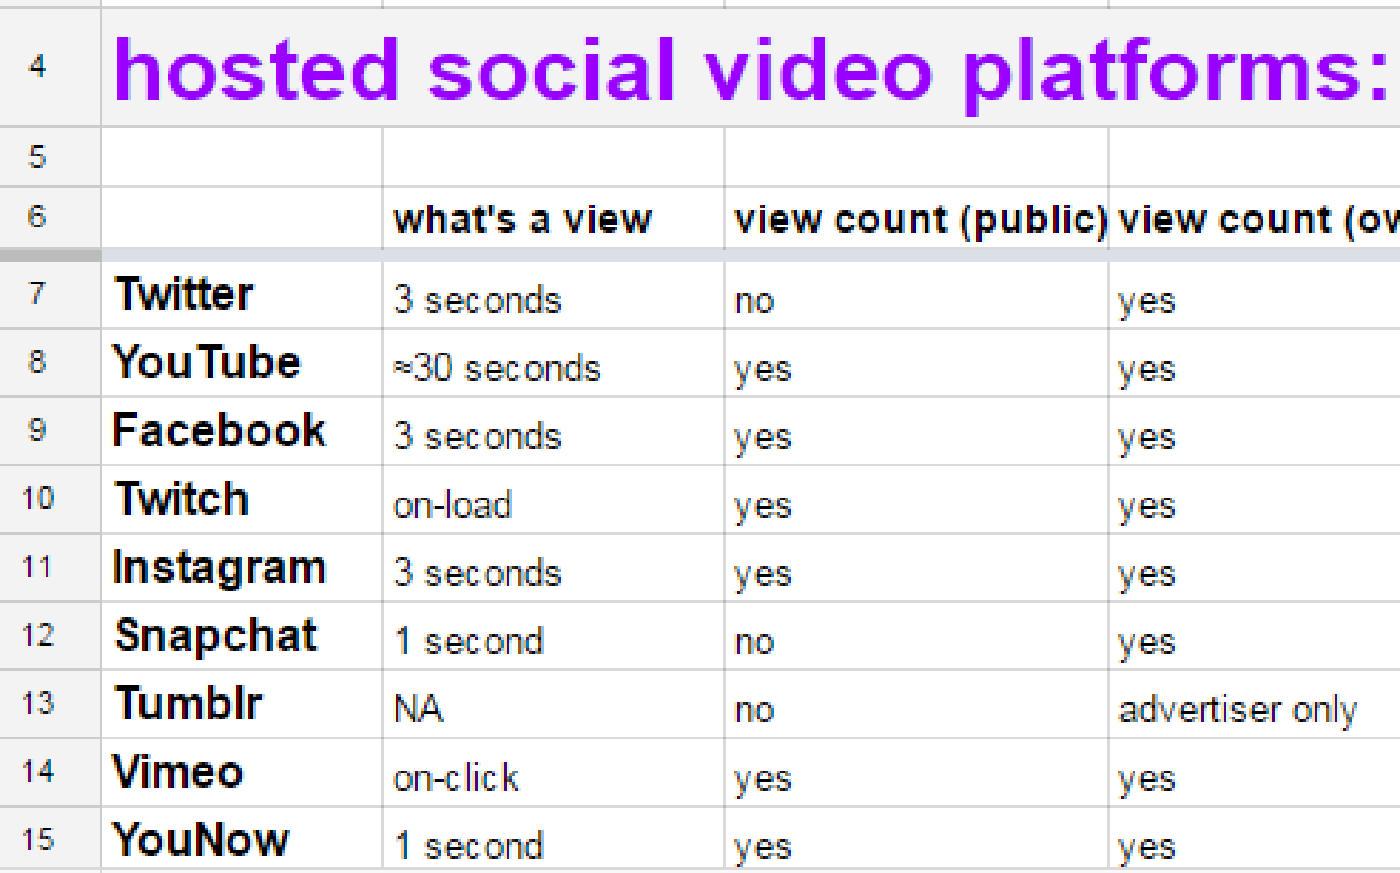 4 hosted social video platforms:
5
6 what's a view view count (public) view count (ow
7 Twitter 3 seconds no yes
8 YouTube ≈30 seconds yes yes
9 Facebook 3 seconds yes yes
10 Twitch on-load yes yes
11 Instagram 3 seconds yes yes
12 Snapchat 1 second no yes
13 Tumblr NA no advertiser only
14 Vimeo on-click yes yes
15 YouNow 1 second yes yes